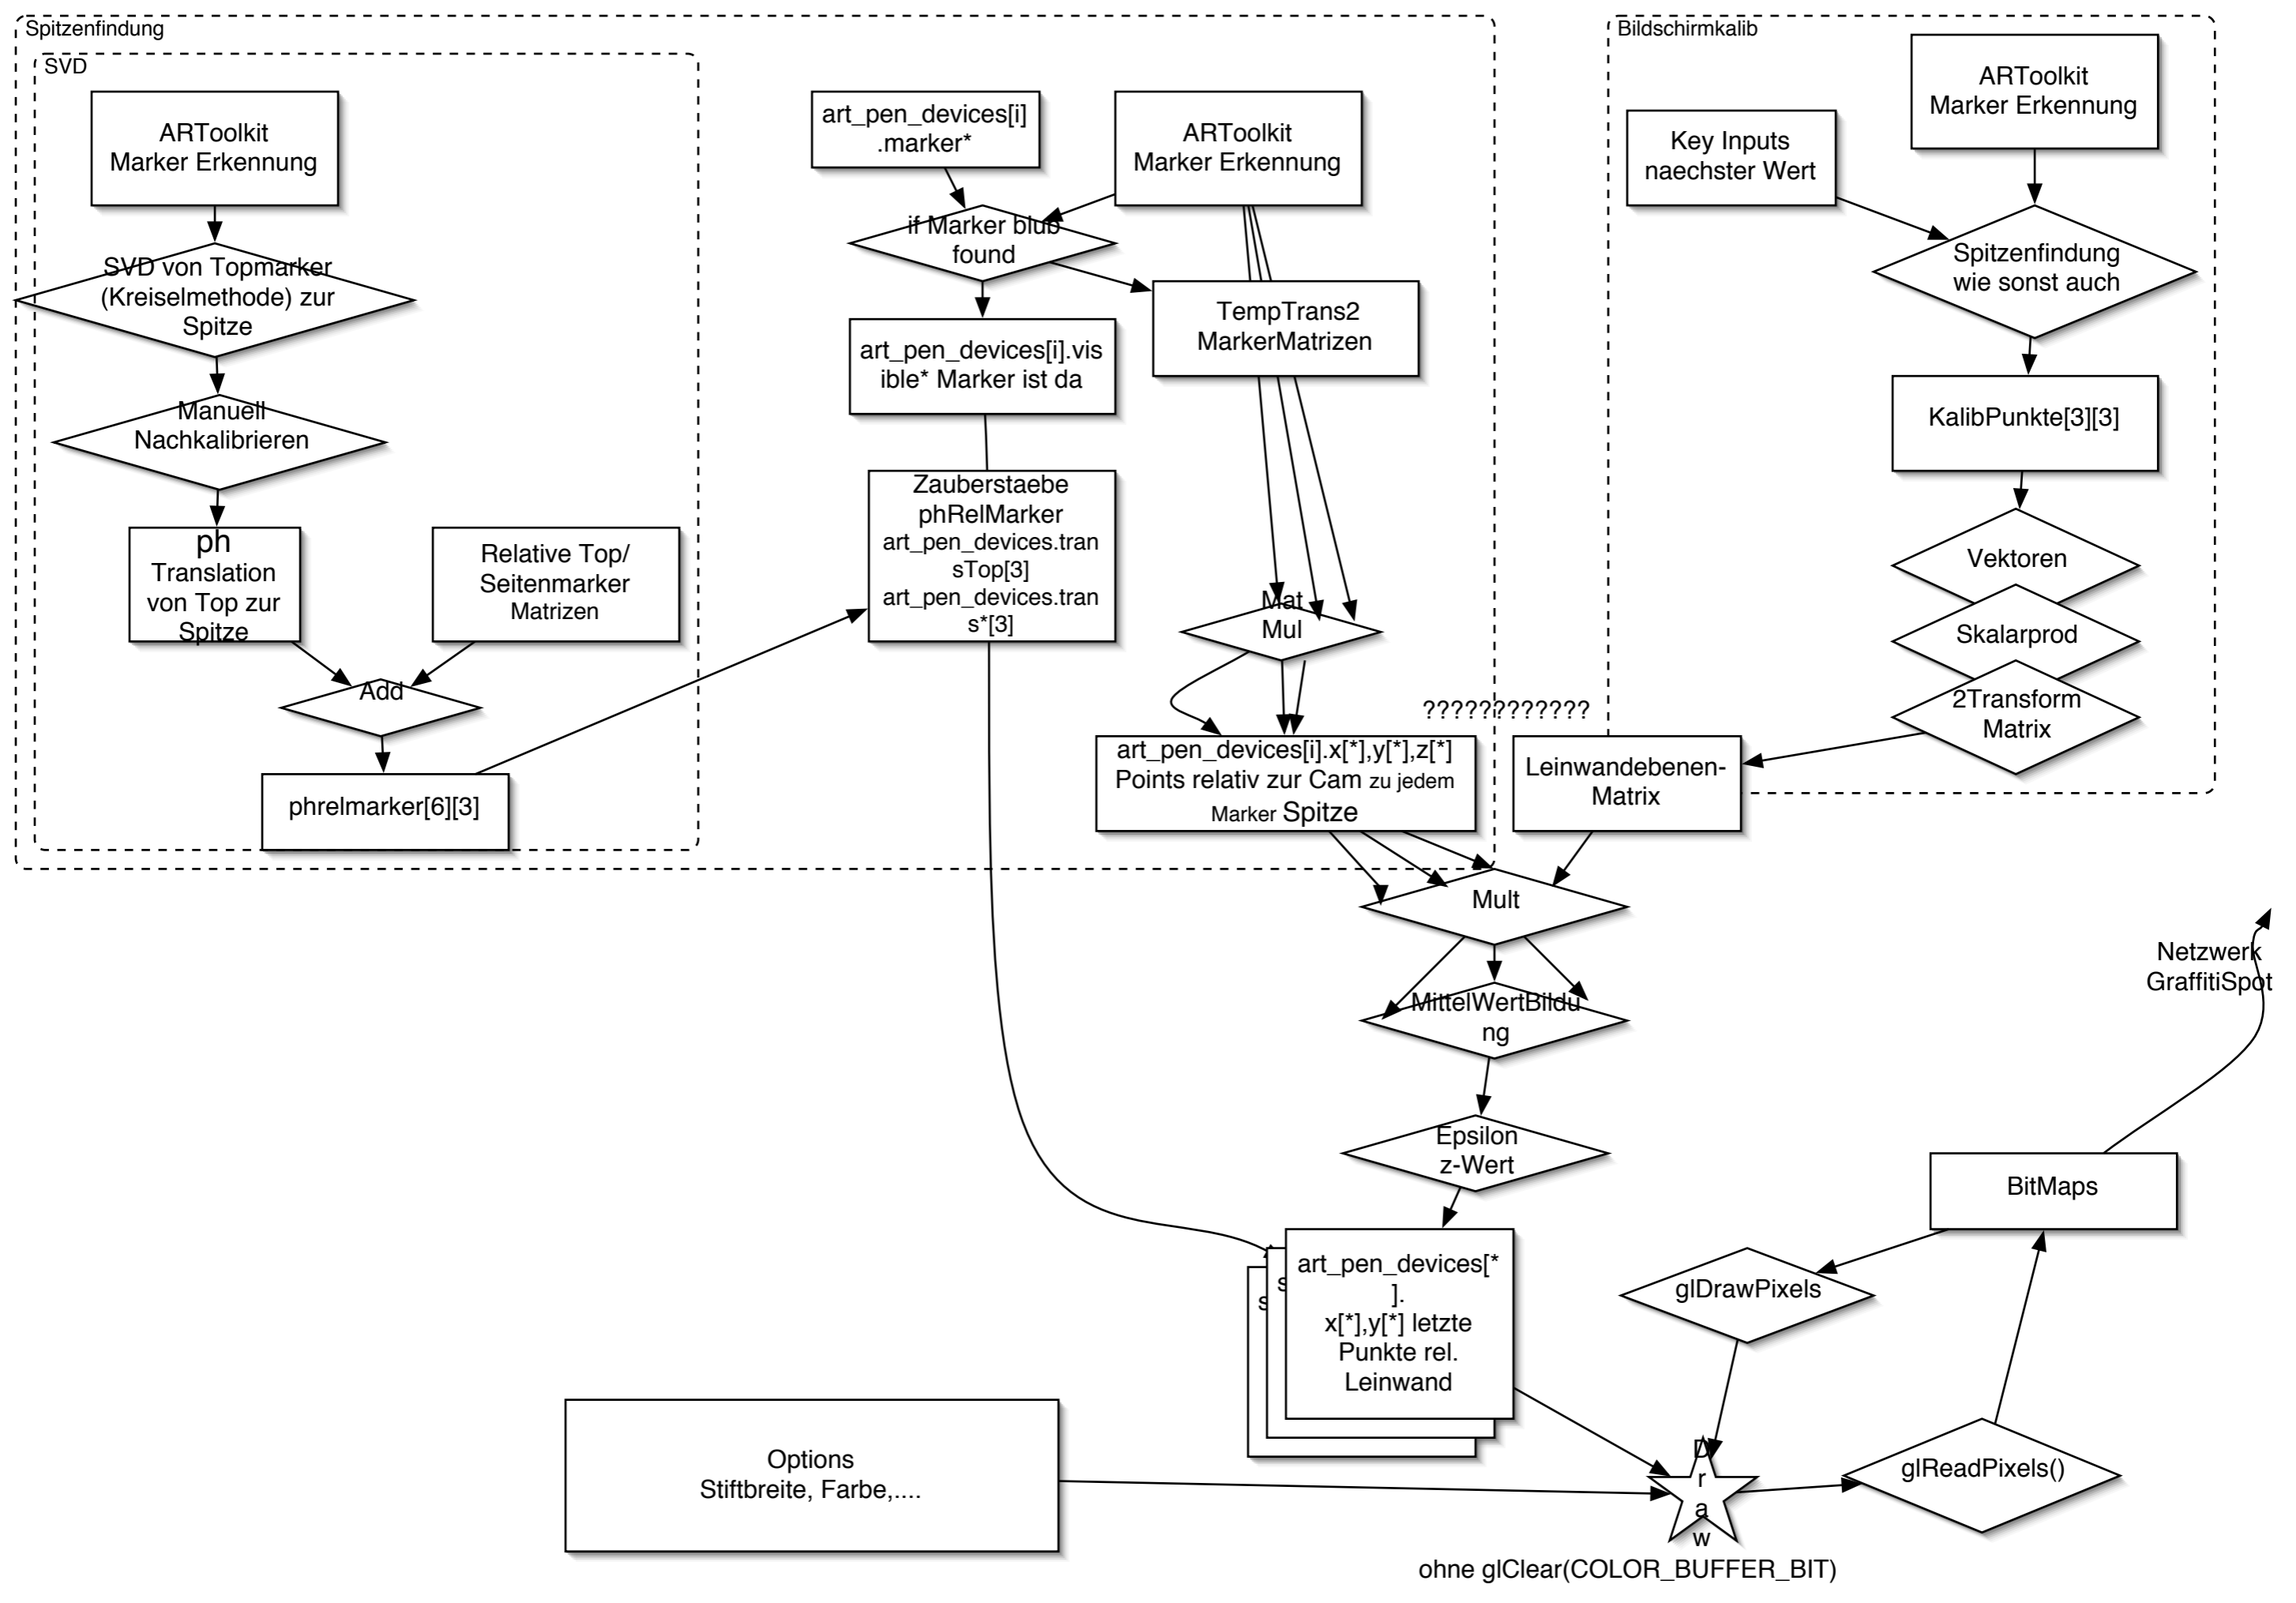 Spitzenfindung
SVD
ARToolkit
Marker Erkennung
SVD von Topmarker
(Kreiselmethode) zur
Spitze
Manuell
Nachkalibrieren
ph
Translation
von Top zur
Spitze
Relative Top/
Seitenmarker
Matrizen
Add
phrelmarker[6][3]
art_pen_devices[i]
.marker*
ARToolkit
Marker Erkennung
if Marker blub
found
TempTrans2
MarkerMatrizen
art_pen_devices[i].vis
ible* Marker ist da
Zauberstaebe
phRelMarker
art_pen_devices.tran
sTop[3]
art_pen_devices.tran
s*[3]
Mat
Mul
????????????
art_pen_devices[i].x[*],y[*],z[*]
Points relativ zur Cam zu jedem
Marker Spitze
Bildschirmkalib
ARToolkit
Marker Erkennung
Key Inputs
naechster Wert
Spitzenfindung
wie sonst auch
KalibPunkte[3][3]
Vektoren
Skalarprod
2Transform
Matrix
Leinwandebenen-
Matrix
Mult
MittelWertBildu
ng
Epsilon
z-Wert
s
s
art_pen_devices[*
].
x[*],y[*] letzte
Punkte rel.
Leinwand
Options
Stiftbreite, Farbe,....
Netzwerk
GraffitiSpot
BitMaps
glDrawPixels
glReadPixels()
D
r
a
w
ohne glClear(COLOR_BUFFER_BIT)